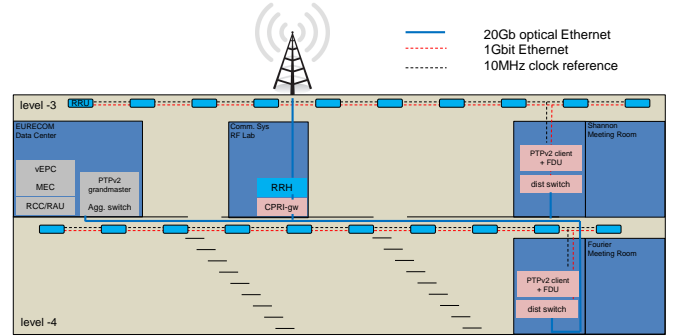 20Gb optical Ethernet
1Gbit Ethernet
10MHz clock reference
level -3
RRU
EURECOM
Data Center
Comm. Sys
RF Lab
Shannon
Meeting Room
vEPC
MEC
RCC/RAU
PTPv2
grandmaster
Agg. switch
RRH
CPRI-gw
PTPv2 client
+ FDU
dist switch
Fourier
Meeting Room
PTPv2 client
+ FDU
dist switch
level -4